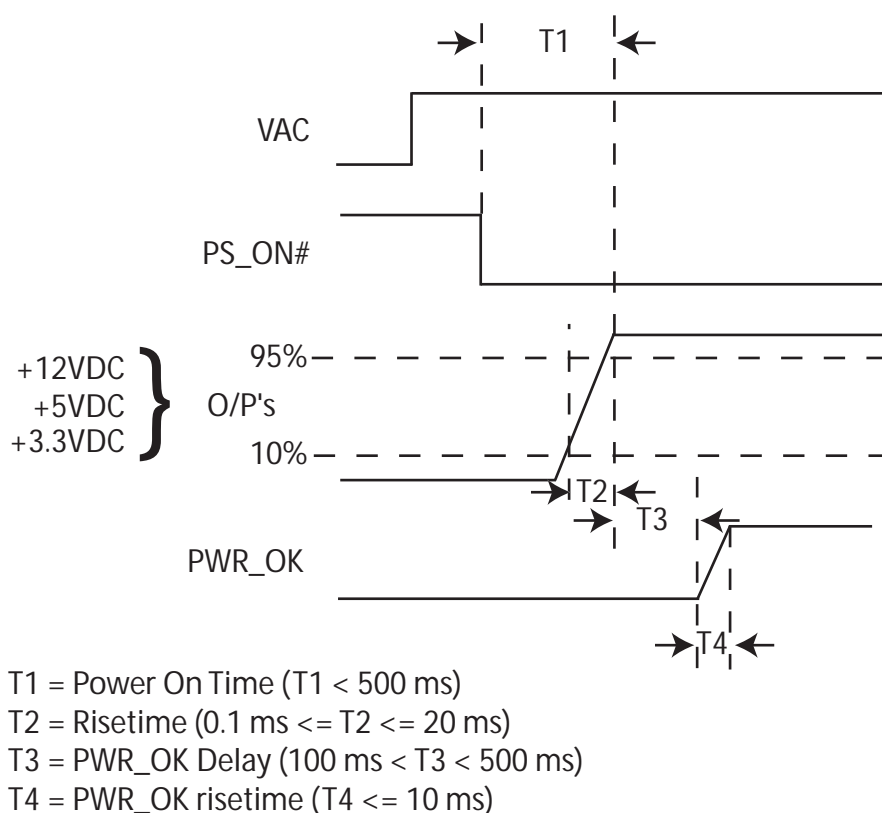 T1
VAC
PS_ON#
+12VDC
+5VDC
+3.3VDC
}
95%
O/P's
10%
T2
T3
PWR_OK
T4
T1 = Power On Time (T1 < 500 ms)
T2 = Risetime (0.1 ms <= T2 <= 20 ms)
T3 = PWR_OK Delay (100 ms < T3 < 500 ms)
T4 = PWR_OK risetime (T4 <= 10 ms)